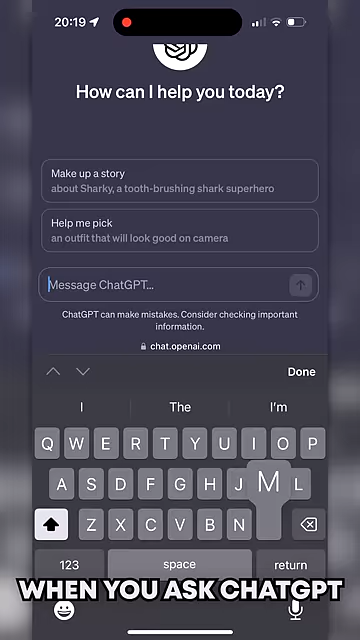 20:19
How can I help you today?
Make up a story
about Sharky, a tooth-brushing shark superhero
Help me pick
an outfit that will look good on camera
Message ChatGPT...
ChatGPT can make mistakes. Consider checking important
information.
chat.openai.com
Done
I The I'm
Q W E R T Y U I O P
A S D F G H J M L
Z X C V B N
123 space return
WHEN YOU ASK CHATGPT